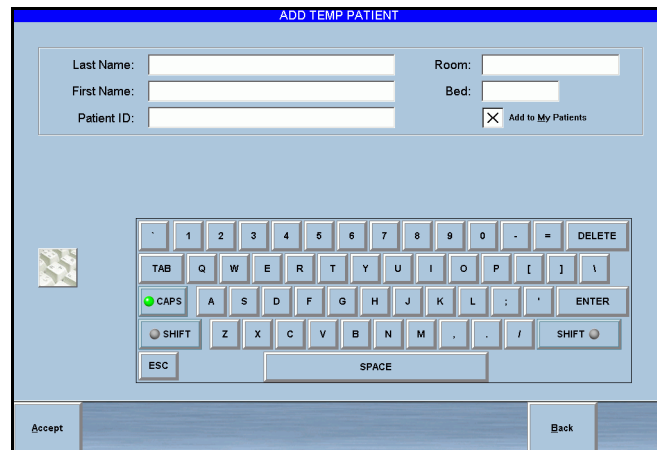 ADD TEMP PATIENT
Last Name: Room:
First Name: Bed:
Patient ID: Add to My Patients
` 1 2 3 4 5 6 7 8 9 0 - = DELETE
TAB Q W E R T Y U I O P [ ] \
CAPS A S D F G H J K L ; ' ENTER
SHIFT Z X C V B N M , . / SHIFT
ESC SPACE
Accept Back